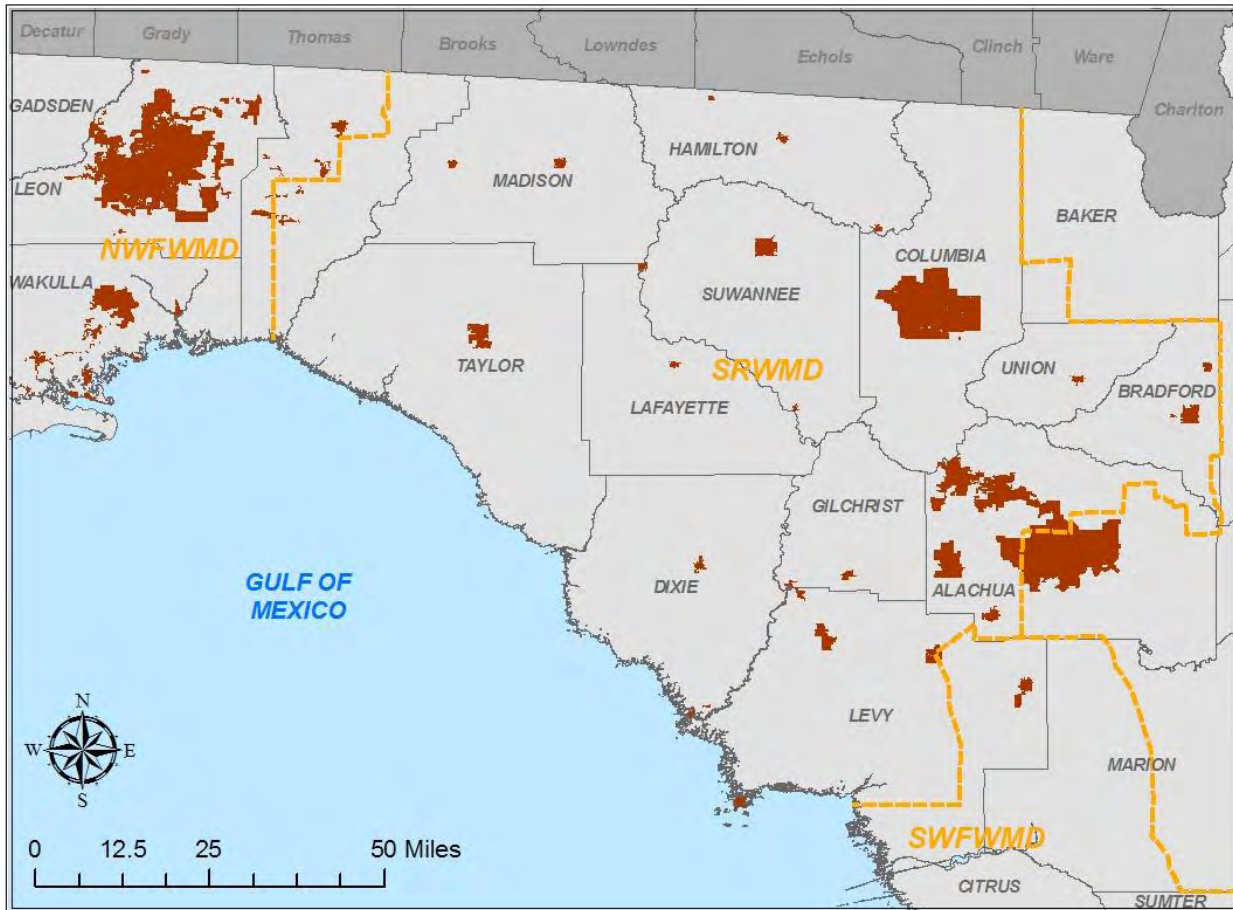 Decatur
Grady
Thomas
Brooks
Lowndes
Echols
Clinch
Ware
Charlton
GADSDEN
LEON
HAMILTON
MADISON
BAKER
NWFWMD
COLUMBIA
WAKULLA
SUWANNEE
TAYLOR
SRWMD
UNION
BRADFORD
LAFAYETTE
GILCHRIST
GULF OF
MEXICO
DIXIE
ALACHUA
LEVY
MARION
N
W
E
S
SWFWMD
0 12.5 25 50 Miles
CITRUS
SUMTER